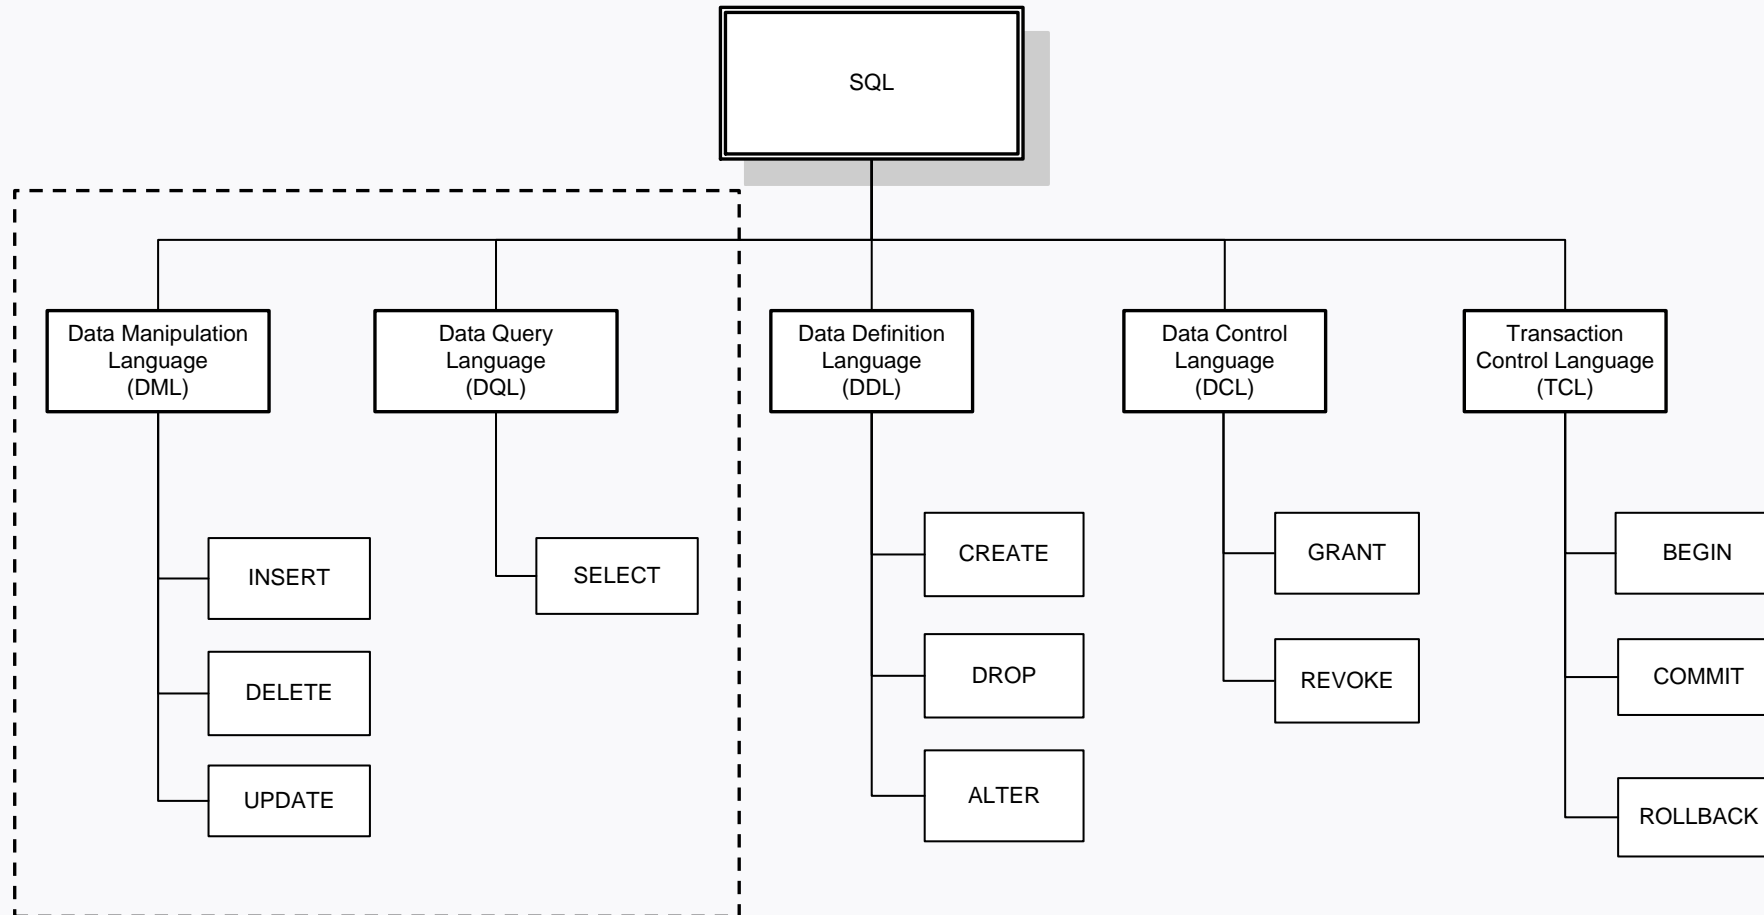 SQL
Data Manipulation
Language
(DML)
Data Query
Language
(DQL)
Data Definition
Language
(DDL)
Data Control
Language
(DCL)
Transaction
Control Language
(TCL)
INSERT
DELETE
UPDATE
SELECT
CREATE
DROP
ALTER
GRANT
REVOKE
BEGIN
COMMIT
ROLLBACK